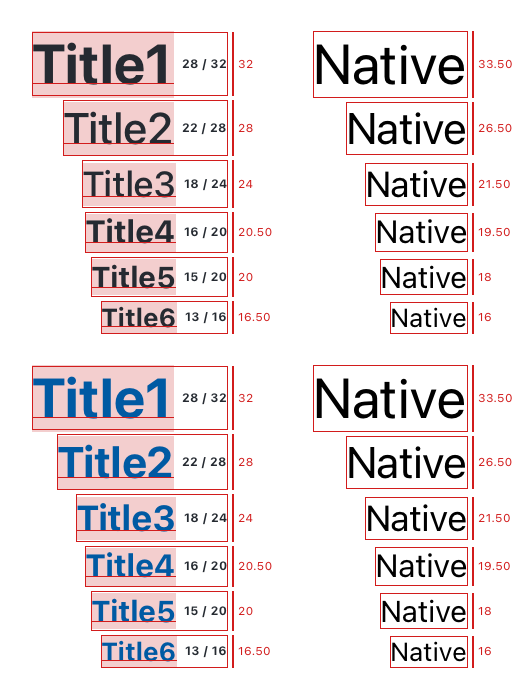 Title1 28 / 32 32 Native 33.50
Title2 22 / 28 28 Native 26.50
Title3 18 / 24 24 Native 21.50
Title4 16 / 20 20.50 Native 19.50
Title5 15 / 20 20 Native 18
Title6 13 / 16 16.50 Native 16
Title1 28 / 32 32 Native 33.50
Title2 22 / 28 28 Native 26.50
Title3 18 / 24 24 Native 21.50
Title4 16 / 20 20.50 Native 19.50
Title5 15 / 20 20 Native 18
Title6 13 / 16 16.50 Native 16